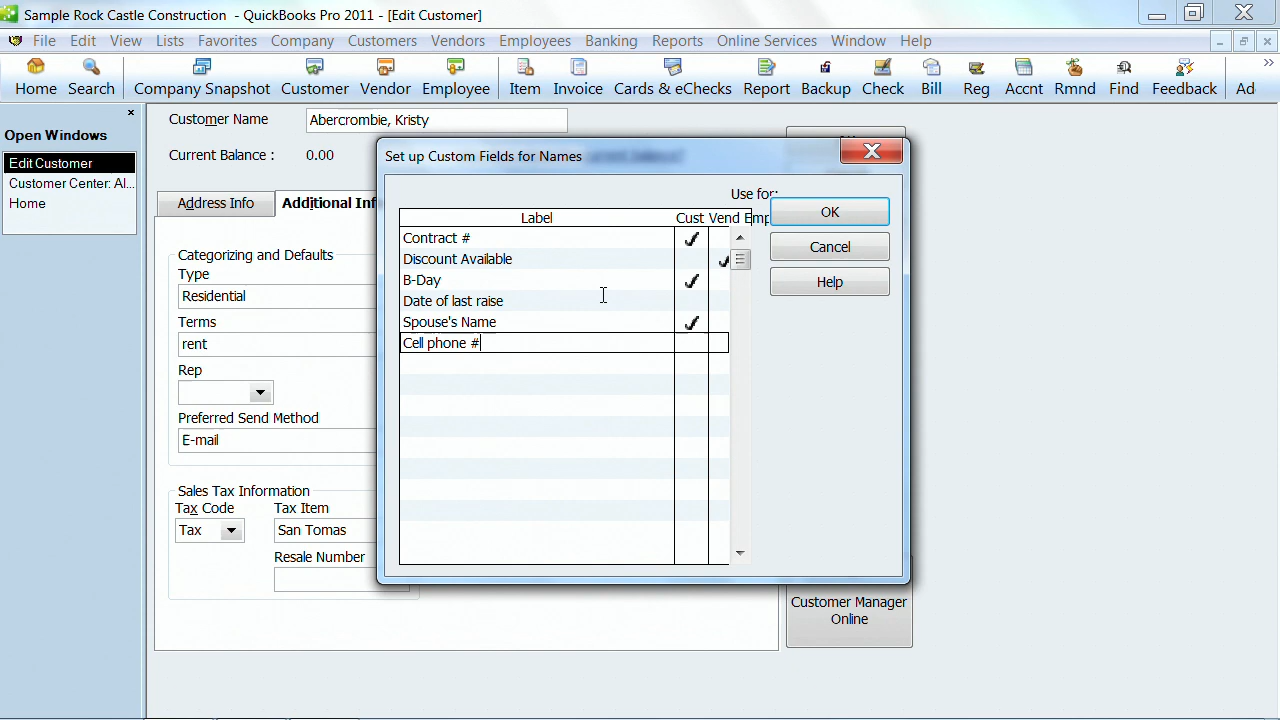 Sample Rock Castle Construction - QuickBooks Pro 2011 - [Edit Customer]
File Edit View Lists Favorites Company Customers Vendors Employees Banking Reports Online Services Window Help
Home Search Company Snapshot Customer Vendor Employee Item Invoice Cards & eChecks Report Backup Check Bill Reg Accnt Rmnd Find Feedback Ad
Open Windows
Edit Customer
Customer Center: Al...
Home
Customer Name Abercrombie, Kristy
Current Balance : 0.00
Address Info Additional Inf
Categorizing and Defaults
Type
Residential
Terms
rent
Rep
Preferred Send Method
E-mail
Sales Tax Information
Tax Code Tax Item
Tax San Tomas
Resale Number
Set up Custom Fields for Names
Use for:
Label Cust Vend Emp
Contract #
Discount Available
B-Day
Date of last raise
Spouse's Name
Cell phone #
OK
Cancel
Help
Customer Manager
Online